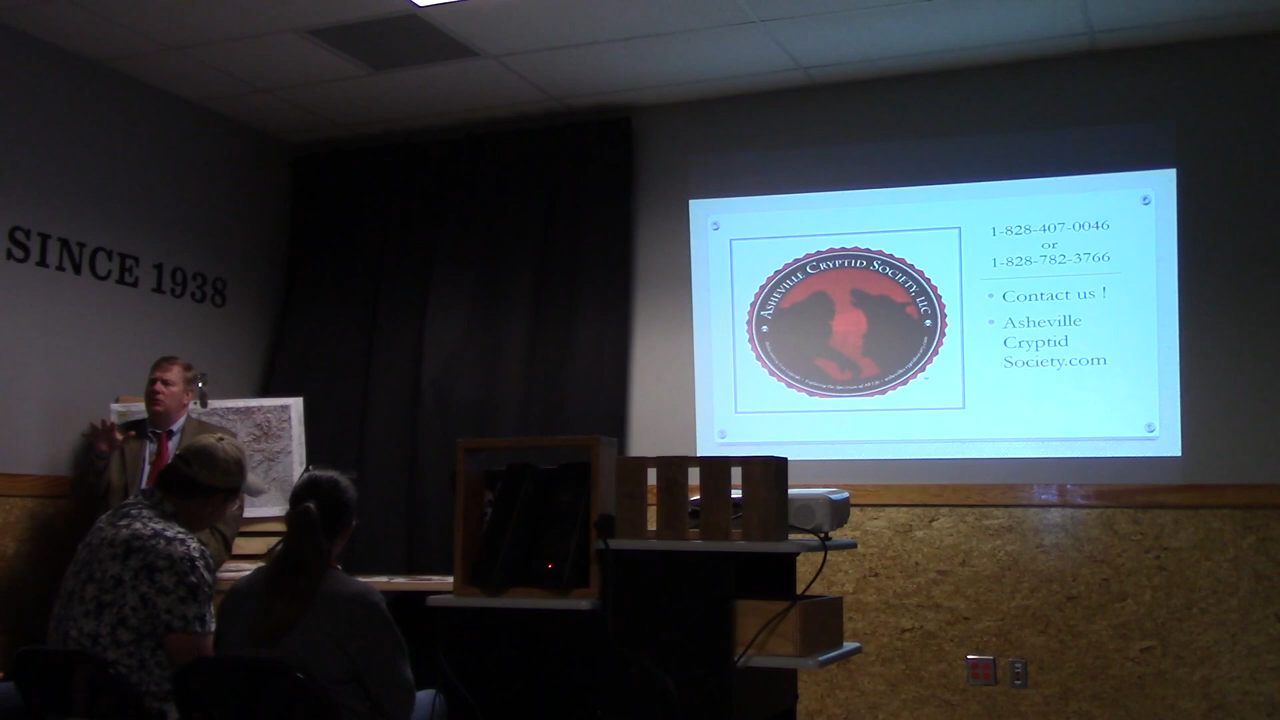 SINCE 1938
ASHEVILLE CRYPTID SOCIETY, LLC
1-828-407-0046
or
1-828-782-3766
• Contact us !
• Asheville
Cryptid
Society.com